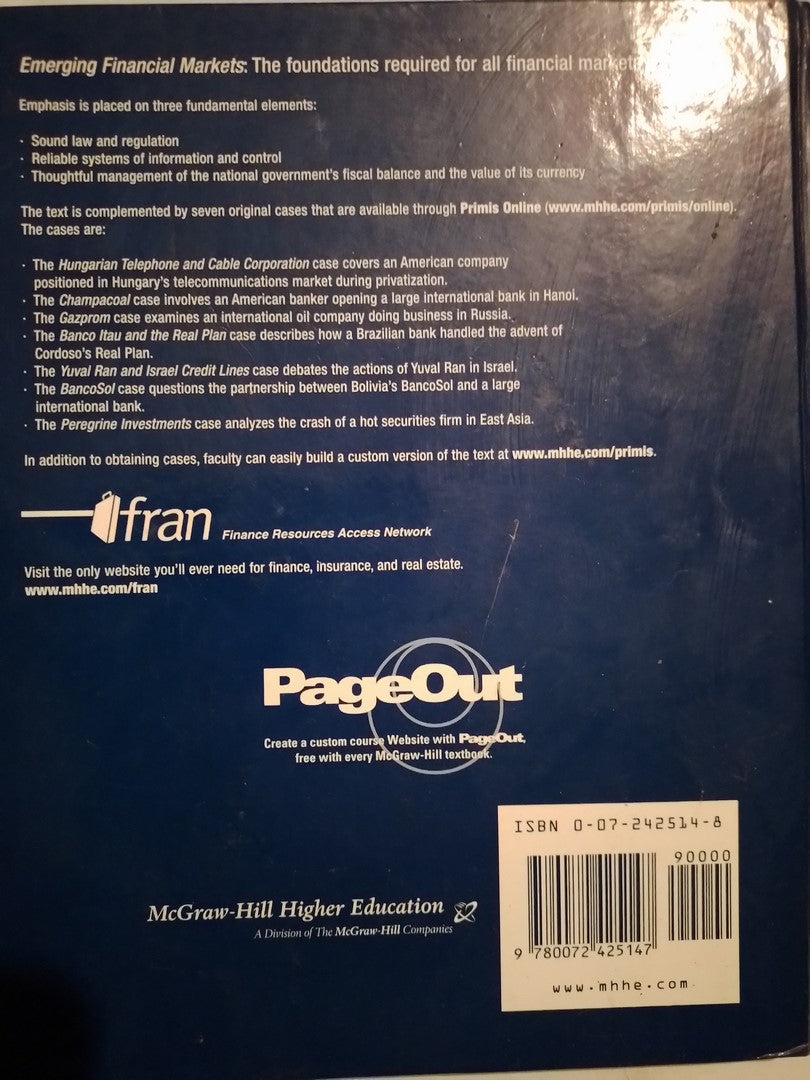 Emerging Financial Markets: The foundations required for all financial market
Emphasis is placed on three fundamental elements:
· Sound law and regulation
· Reliable systems of information and control
· Thoughtful management of the national government's fiscal balance and the value of its currency
The text is complemented by seven original cases that are available through Primis Online (www.mhhe.com/primis/online).
The cases are:
· The Hungarian Telephone and Cable Corporation case covers an American company
positioned in Hungary's telecommunications market during privatization.
· The Champacoal case involves an American banker opening a large international bank in Hanoi.
· The Gazprom case examines an international oil company doing business in Russia.
· The Banco Itau and the Real Plan case describes how a Brazilian bank handled the advent of
Cordoso's Real Plan.
· The Yuval Ran and Israel Credit Lines case debates the actions of Yuval Ran in Israel.
· The BancoSol case questions the partnership between Bolivia's BancoSol and a large
international bank.
· The Peregrine Investments case analyzes the crash of a hot securities firm in East Asia.
In addition to obtaining cases, faculty can easily build a custom version of the text at www.mhhe.com/primis.
fran Finance Resources Access Network
Visit the only website you'll ever need for finance, insurance, and real estate.
www.mhhe.com/fran
PageOut
Create a custom course Website with PageOut,
free with every McGraw-Hill textbook.
ISBN 0-07-242514-8
90000
9 780072 425147
www.mhhe.com
McGraw-Hill Higher Education
A Division of The McGraw-Hill Companies